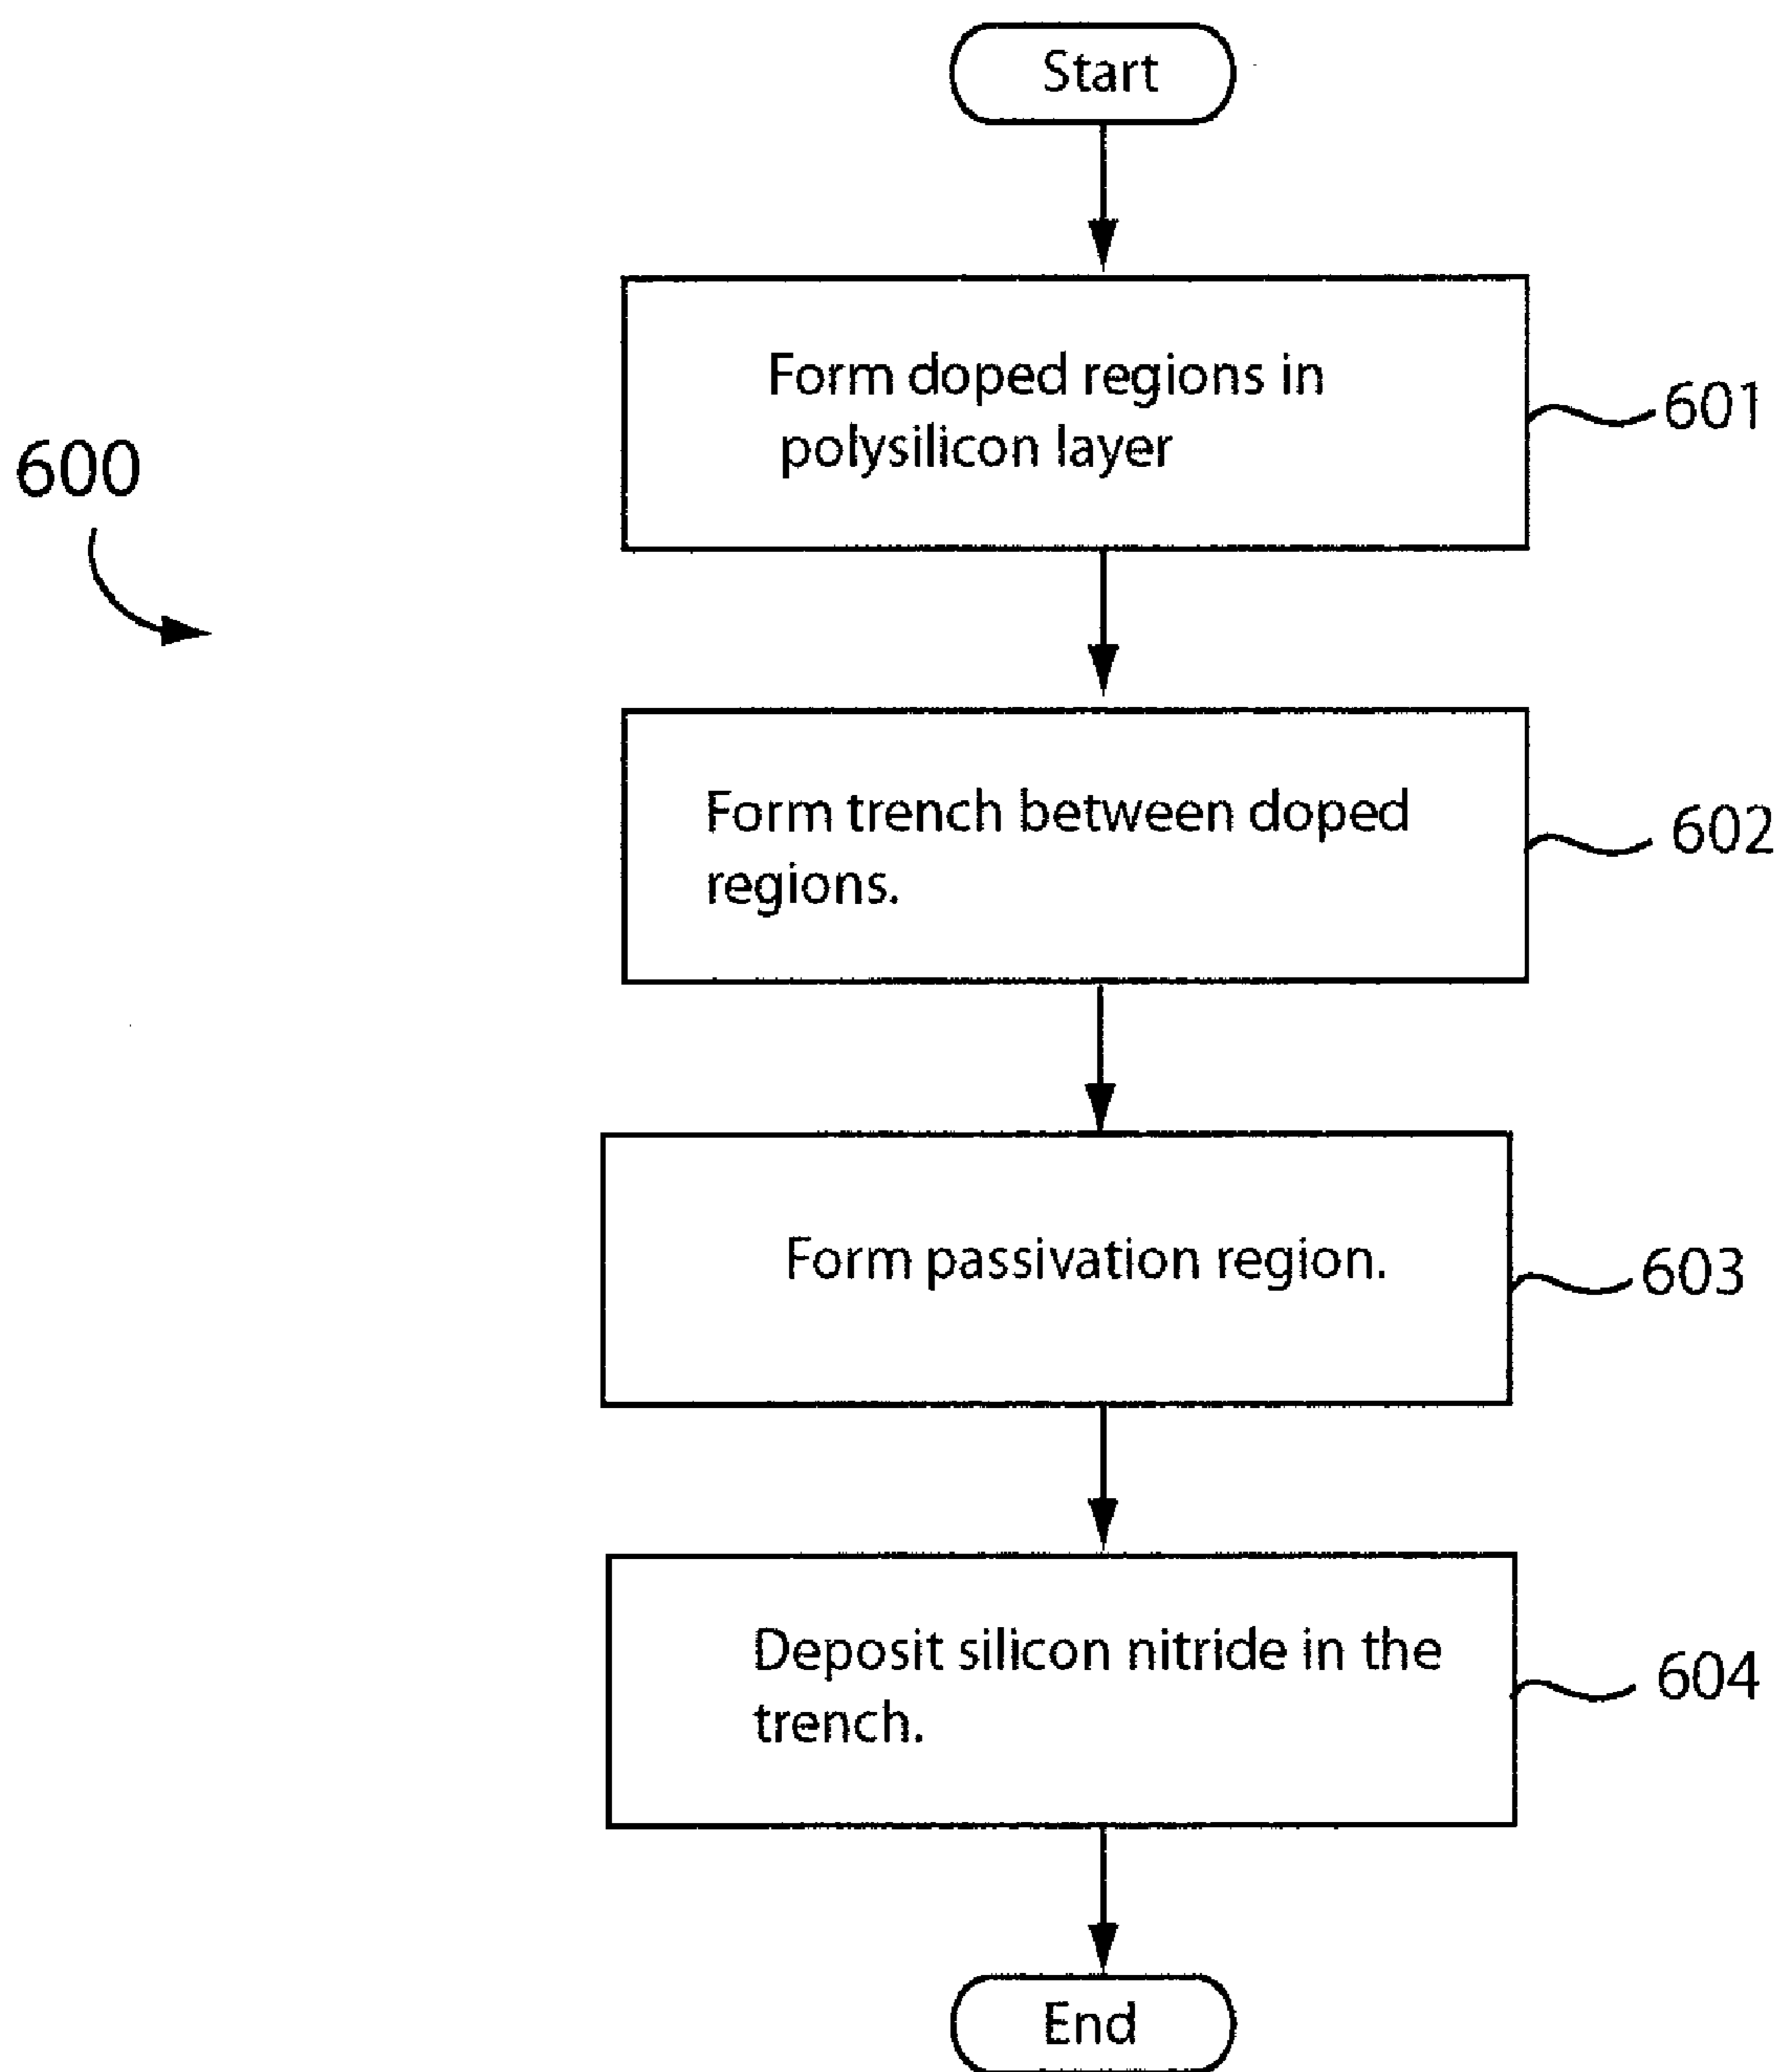 Start
Form doped regions in
polysilicon layer
601
600
Form trench between doped
regions.
602
Form passivation region.
603
Deposit silicon nitride in the
trench.
604
End